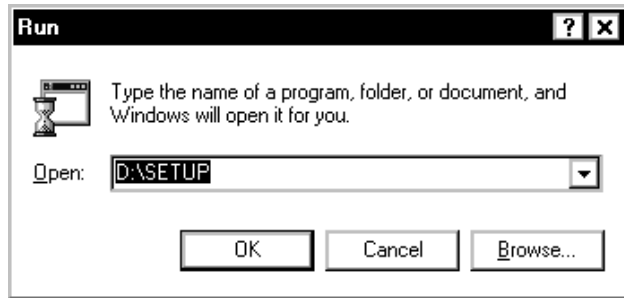 Run
Type the name of a program, folder, or document, and
Windows will open it for you.
Open: D:\SETUP
OK Cancel Browse...